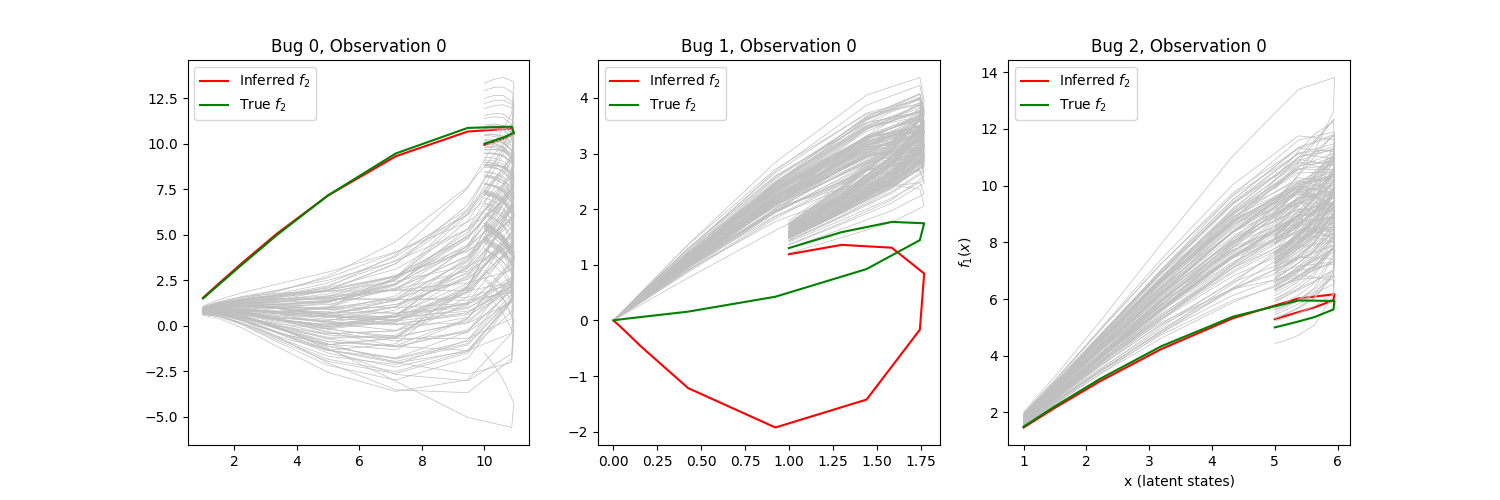 Bug 0, Observation 0
Inferred f₂
True f₂
12.5
10.0
7.5
5.0
2.5
0.0
−2.5
−5.0
2 4 6 8 10
Bug 1, Observation 0
Inferred f₂
True f₂
4
3
2
1
0
−1
−2
0.00 0.25 0.50 0.75 1.00 1.25 1.50 1.75
Bug 2, Observation 0
Inferred f₂
True f₂
f₁(x)
14
12
10
8
6
4
2
1 2 3 4 5 6
x (latent states)